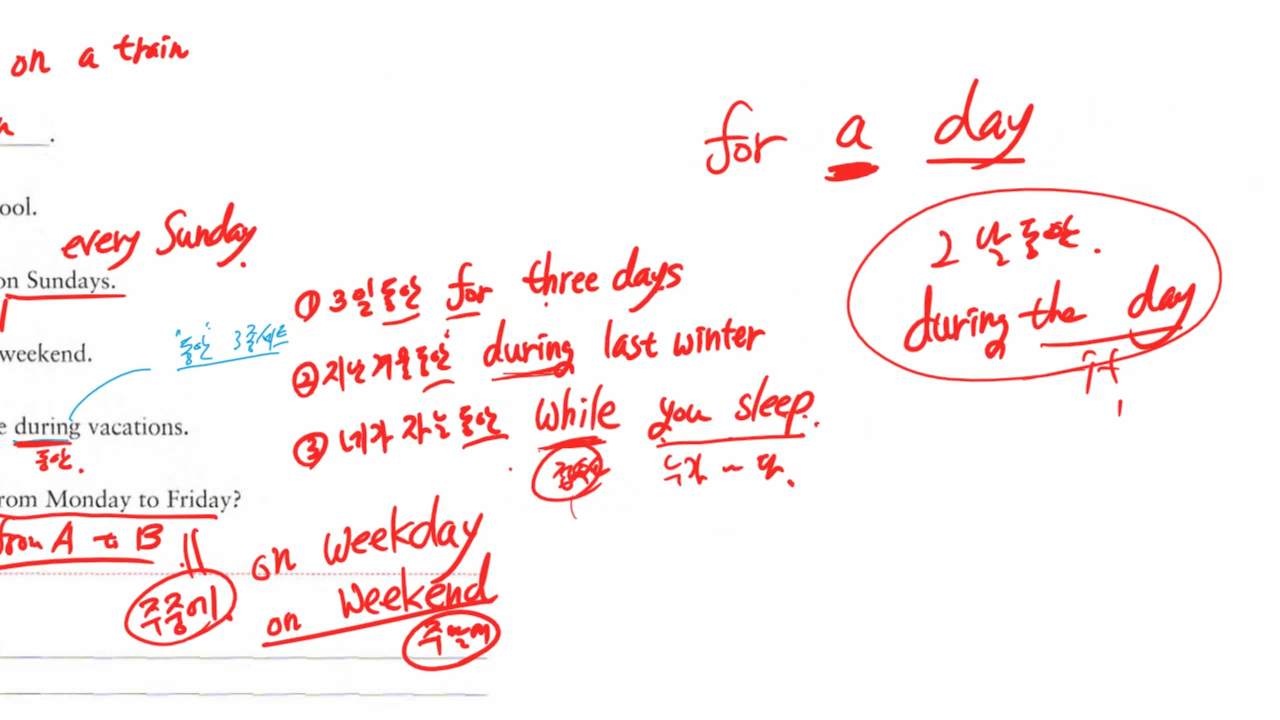 on a train
for a day
ool.
every Sunday
on Sundays.
2 날 동안.
during the day
① 3일 동안 for three days
"동안" 3종세트
weekend.
② 지난 겨울 동안 during last winter
③ 네가 자는 동안 while you sleep.
e during vacations.
동안.
접속사
누가 ~ 다.
rom Monday to Friday?
from A to B
주중에.
on weekday
on weekend
주말에